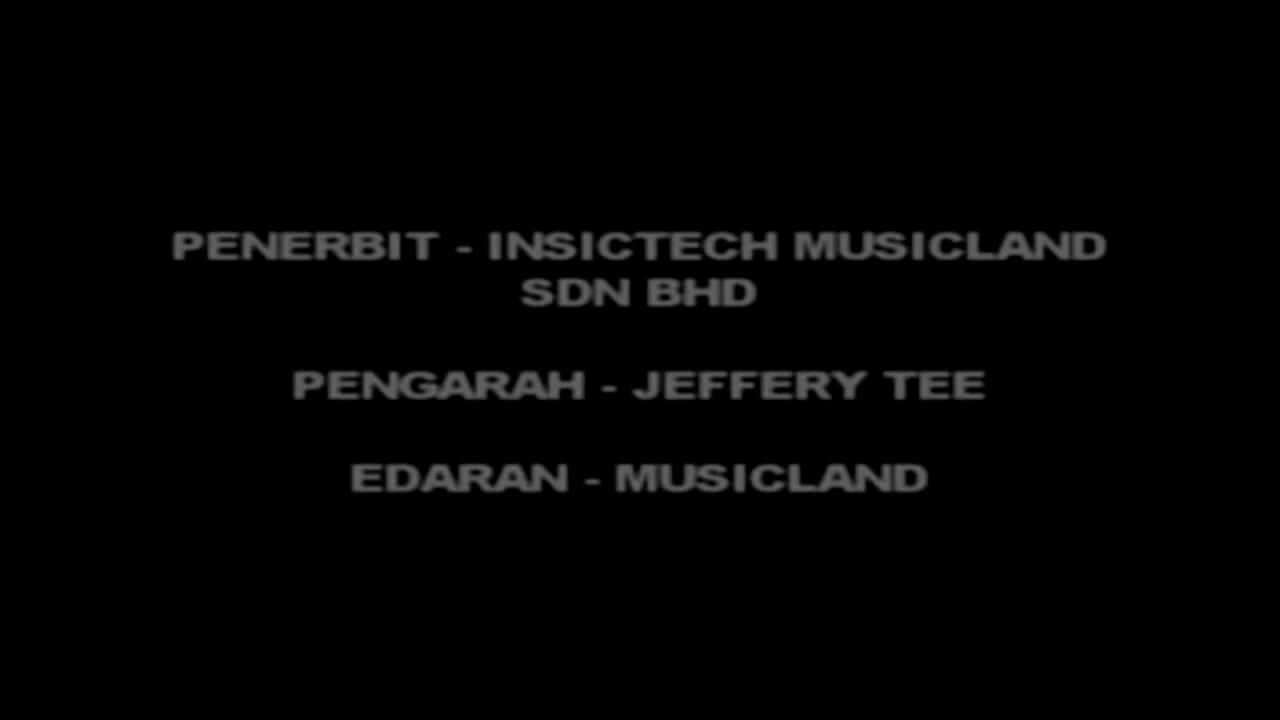 PENERBIT - INSICTECH MUSICLAND
SDN BHD
PENGARAH - JEFFERY TEE
EDARAN - MUSICLAND